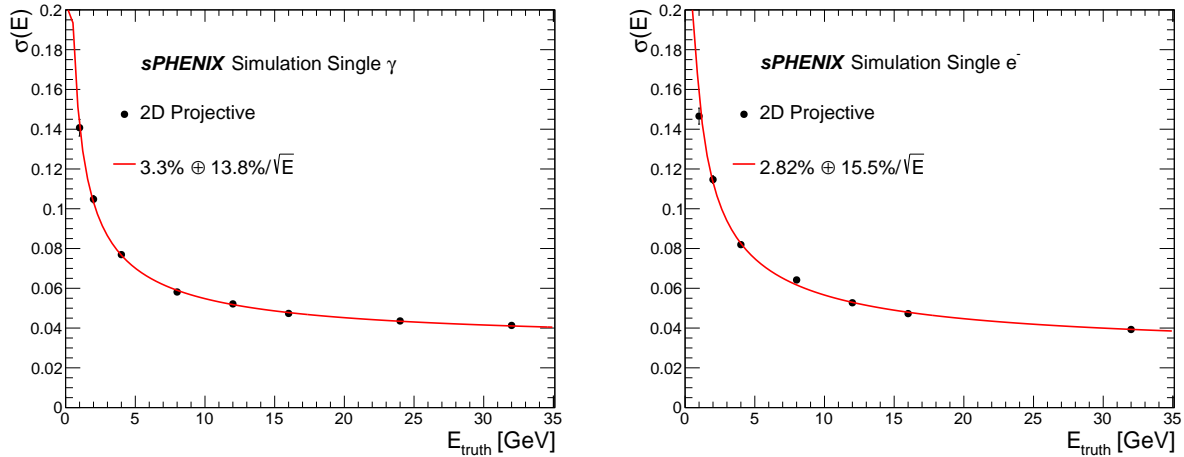 σ(E)
0.2
0.18
0.16
0.14
0.12
0.1
0.08
0.06
0.04
0.02
0
sPHENIX Simulation Single γ
2D Projective
3.3% ⊕ 13.8%/√E
0 5 10 15 20 25 30 35
E_truth [GeV]
σ(E)
0.2
0.18
0.16
0.14
0.12
0.1
0.08
0.06
0.04
0.02
0
sPHENIX Simulation Single e⁻
2D Projective
2.82% ⊕ 15.5%/√E
0 5 10 15 20 25 30 35
E_truth [GeV]